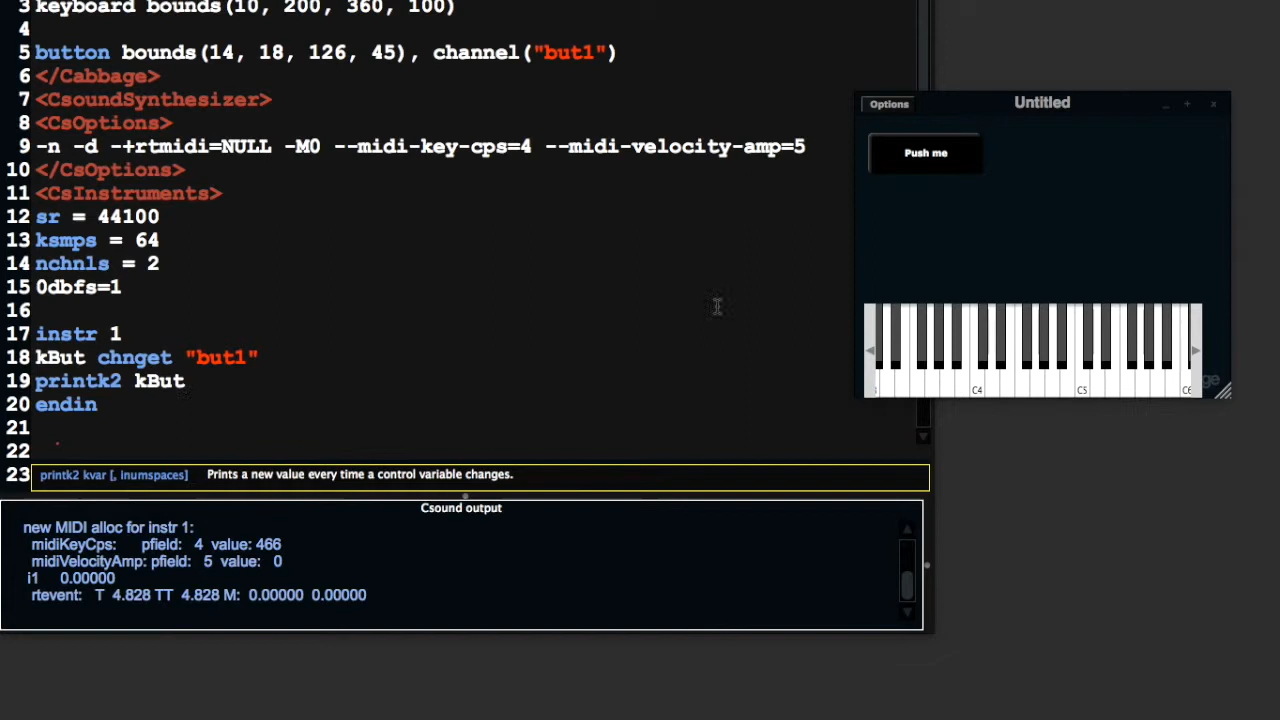 3 keyboard bounds(10, 200, 360, 100)
4
5 button bounds(14, 18, 126, 45), channel("but1")
6 </Cabbage>
7 <CsoundSynthesizer>
8 <CsOptions>
9 -n -d -+rtmidi=NULL -M0 --midi-key-cps=4 --midi-velocity-amp=5
10 </CsOptions>
11 <CsInstruments>
12 sr = 44100
13 ksmps = 64
14 nchnls = 2
15 0dbfs=1
16
17 instr 1
18 kBut chnget "but1"
19 printk2 kBut
20 endin
21
22
23
printk2 kvar [, inumspaces] Prints a new value every time a control variable changes.
Csound output
new MIDI alloc for instr 1:
midiKeyCps: pfield: 4 value: 466
midiVelocityAmp: pfield: 5 value: 0
i1 0.00000
rtevent: T 4.828 TT 4.828 M: 0.00000 0.00000
Options
Untitled
Push me
C4 C5 C6